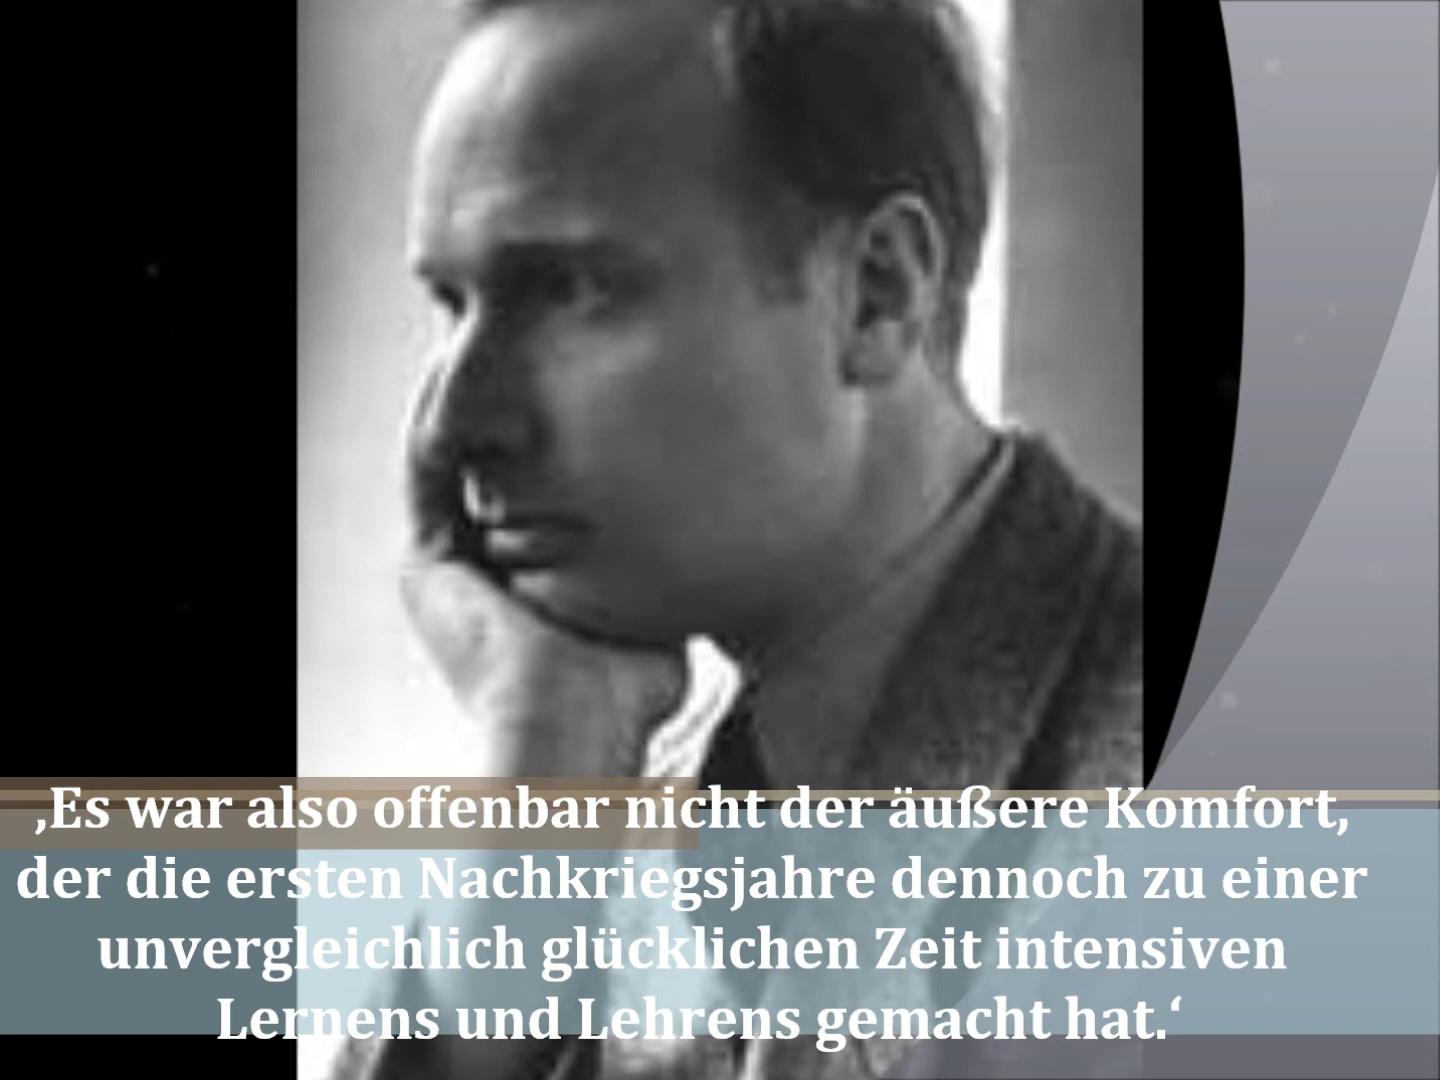 ‚Es war also offenbar nicht der äußere Komfort,
der die ersten Nachkriegsjahre dennoch zu einer
unvergleichlich glücklichen Zeit intensiven
Lernens und Lehrens gemacht hat.‘